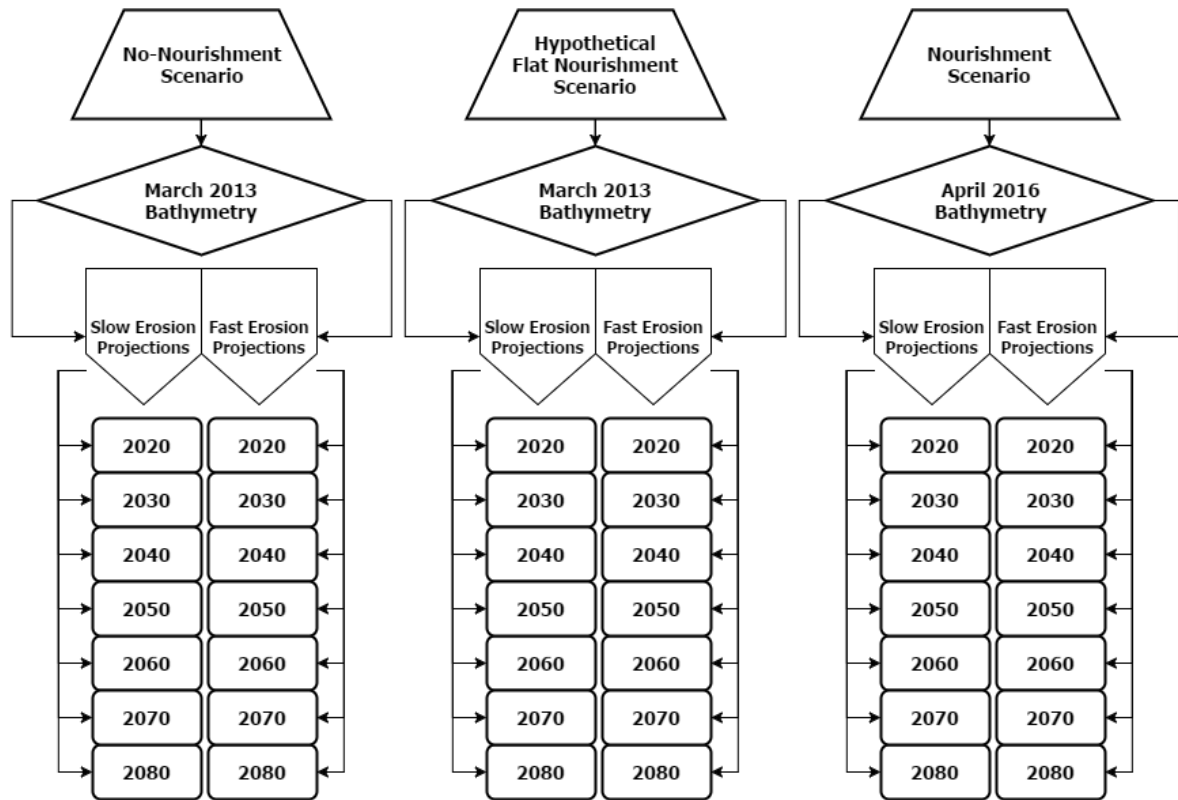 No-Nourishment
Scenario
March 2013
Bathymetry
Slow Erosion
Projections
Fast Erosion
Projections
2020
2020
2030
2030
2040
2040
2050
2050
2060
2060
2070
2070
2080
2080
Hypothetical
Flat Nourishment
Scenario
March 2013
Bathymetry
Slow Erosion
Projections
Fast Erosion
Projections
2020
2020
2030
2030
2040
2040
2050
2050
2060
2060
2070
2070
2080
2080
Nourishment
Scenario
April 2016
Bathymetry
Slow Erosion
Projections
Fast Erosion
Projections
2020
2020
2030
2030
2040
2040
2050
2050
2060
2060
2070
2070
2080
2080